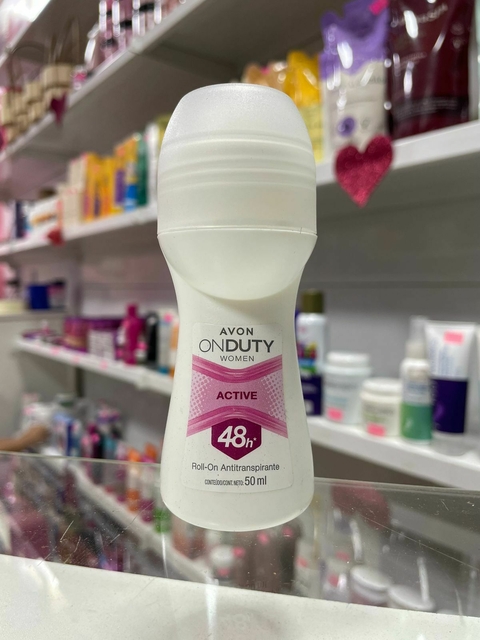 AVON
ONDUTY
WOMEN
ACTIVE
48h*
Roll-On Antitranspirante
CONTEÚDO/CONT. NETO: 50 ml